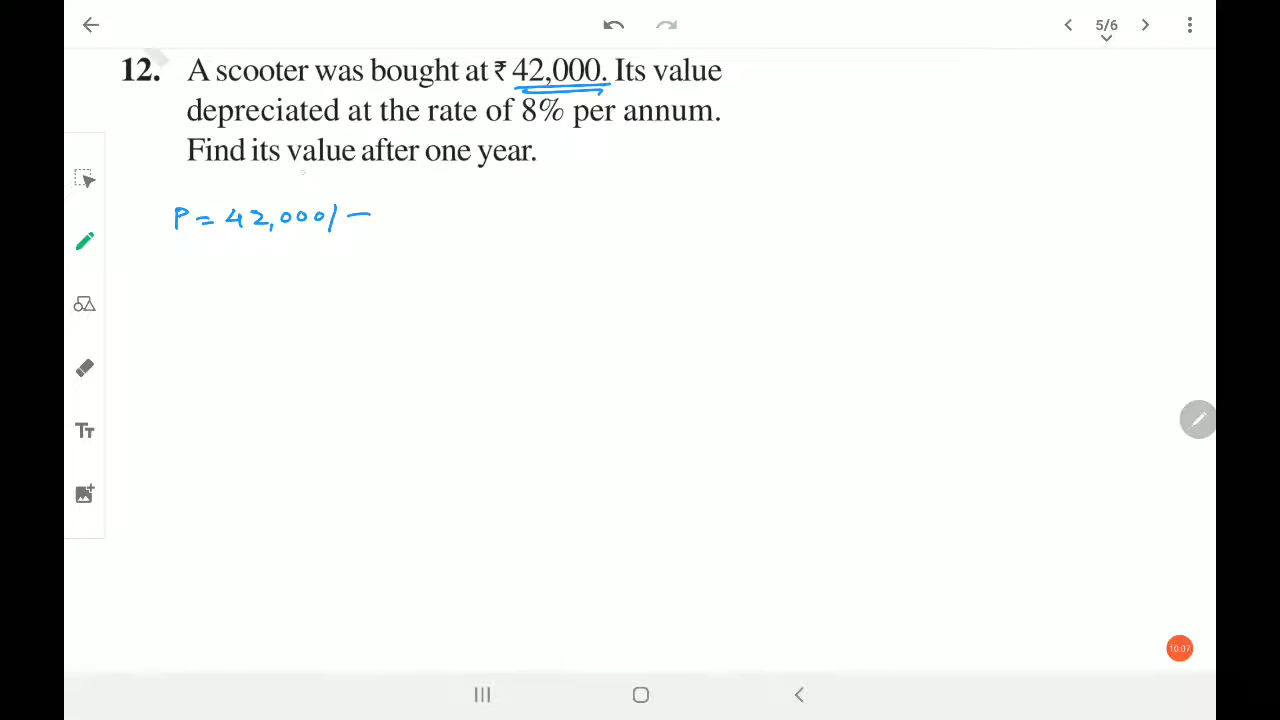 5/6
12. A scooter was bought at ₹ 42,000. Its value
depreciated at the rate of 8% per annum.
Find its value after one year.
P = 42,000/-
Tт
10:07